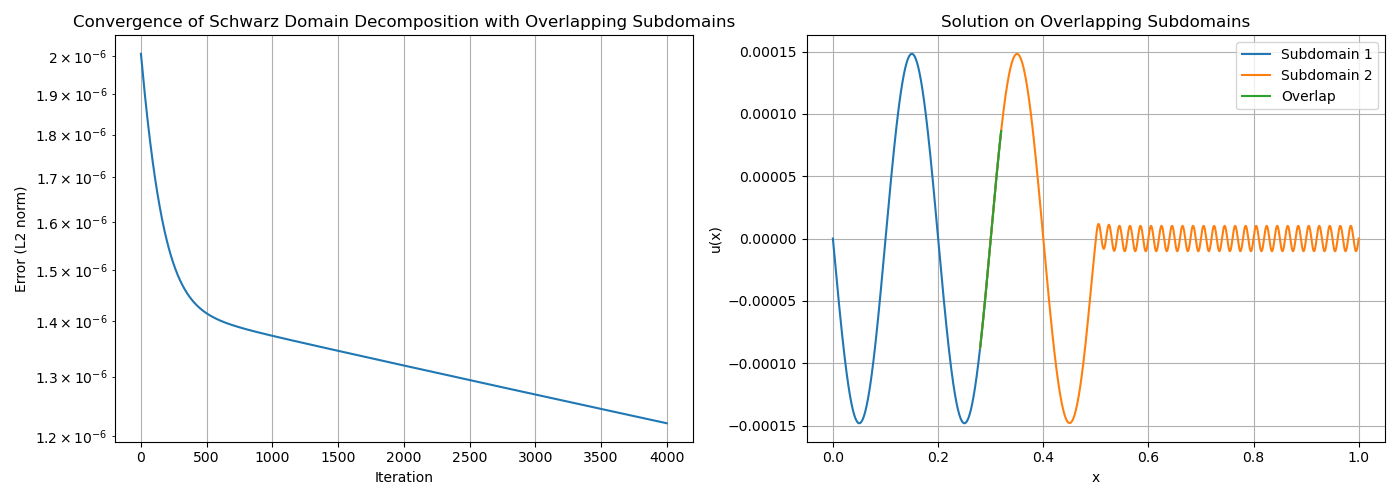 Convergence of Schwarz Domain Decomposition with Overlapping Subdomains
2 × 10⁻⁶
1.9 × 10⁻⁶
1.8 × 10⁻⁶
1.7 × 10⁻⁶
1.6 × 10⁻⁶
1.5 × 10⁻⁶
1.4 × 10⁻⁶
1.3 × 10⁻⁶
1.2 × 10⁻⁶
Error (L2 norm)
0 500 1000 1500 2000 2500 3000 3500 4000
Iteration
Solution on Overlapping Subdomains
Subdomain 1
Subdomain 2
Overlap
0.00015
0.00010
0.00005
0.00000
−0.00005
−0.00010
−0.00015
u(x)
0.0 0.2 0.4 0.6 0.8 1.0
x